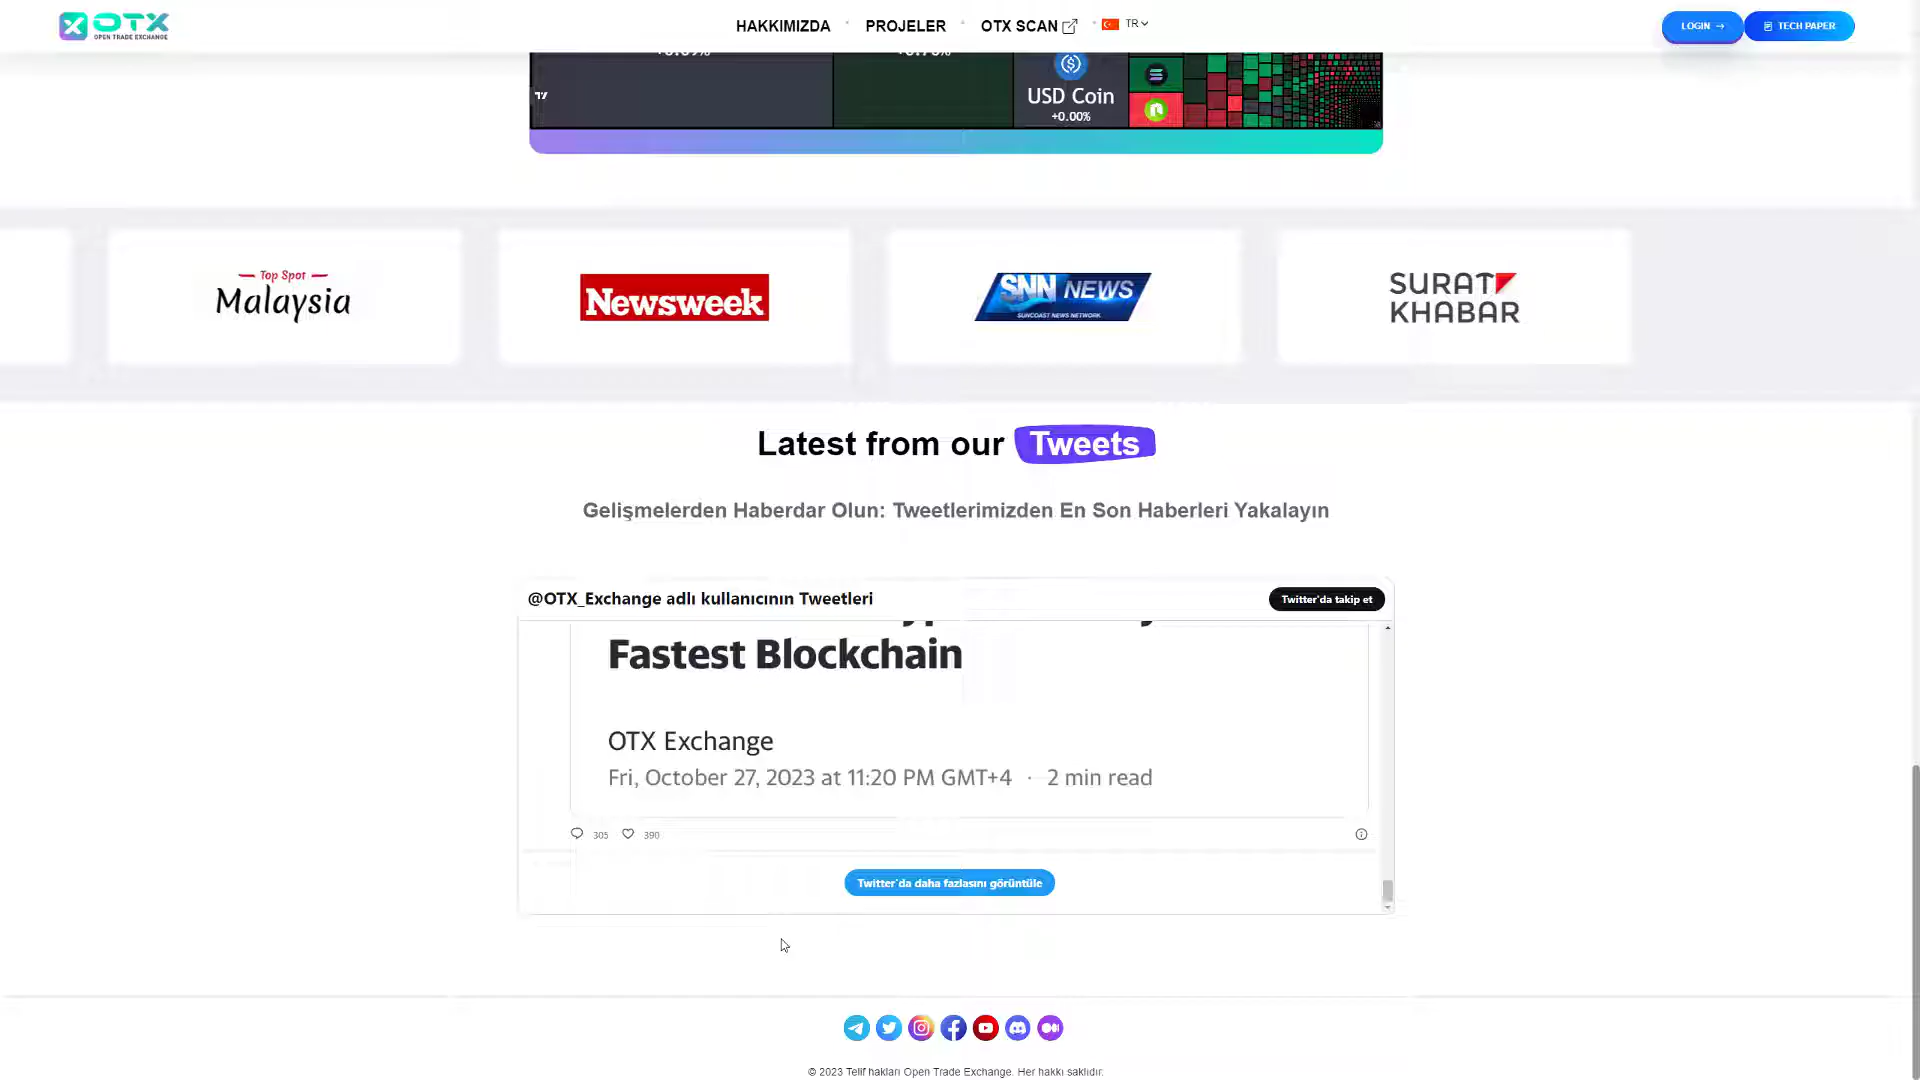 OTX
OPEN TRADE EXCHANGE
HAKKIMIZDA
PROJELER
OTX SCAN
TR
LOGIN →
TECH PAPER
USD Coin
+0.00%
Top Spot
Malaysia
Newsweek
SNN NEWS
SUNCOAST NEWS NETWORK
SURAT
KHABAR
Latest from our Tweets
Gelişmelerden Haberdar Olun: Tweetlerimizden En Son Haberleri Yakalayın
@OTX_Exchange adlı kullanıcının Tweetleri
Twitter'da takip et
Fastest Blockchain
OTX Exchange
Fri, October 27, 2023 at 11:20 PM GMT+4 · 2 min read
305 390
Twitter'da daha fazlasını görüntüle
© 2023 Telif hakları Open Trade Exchange. Her hakkı saklıdır.